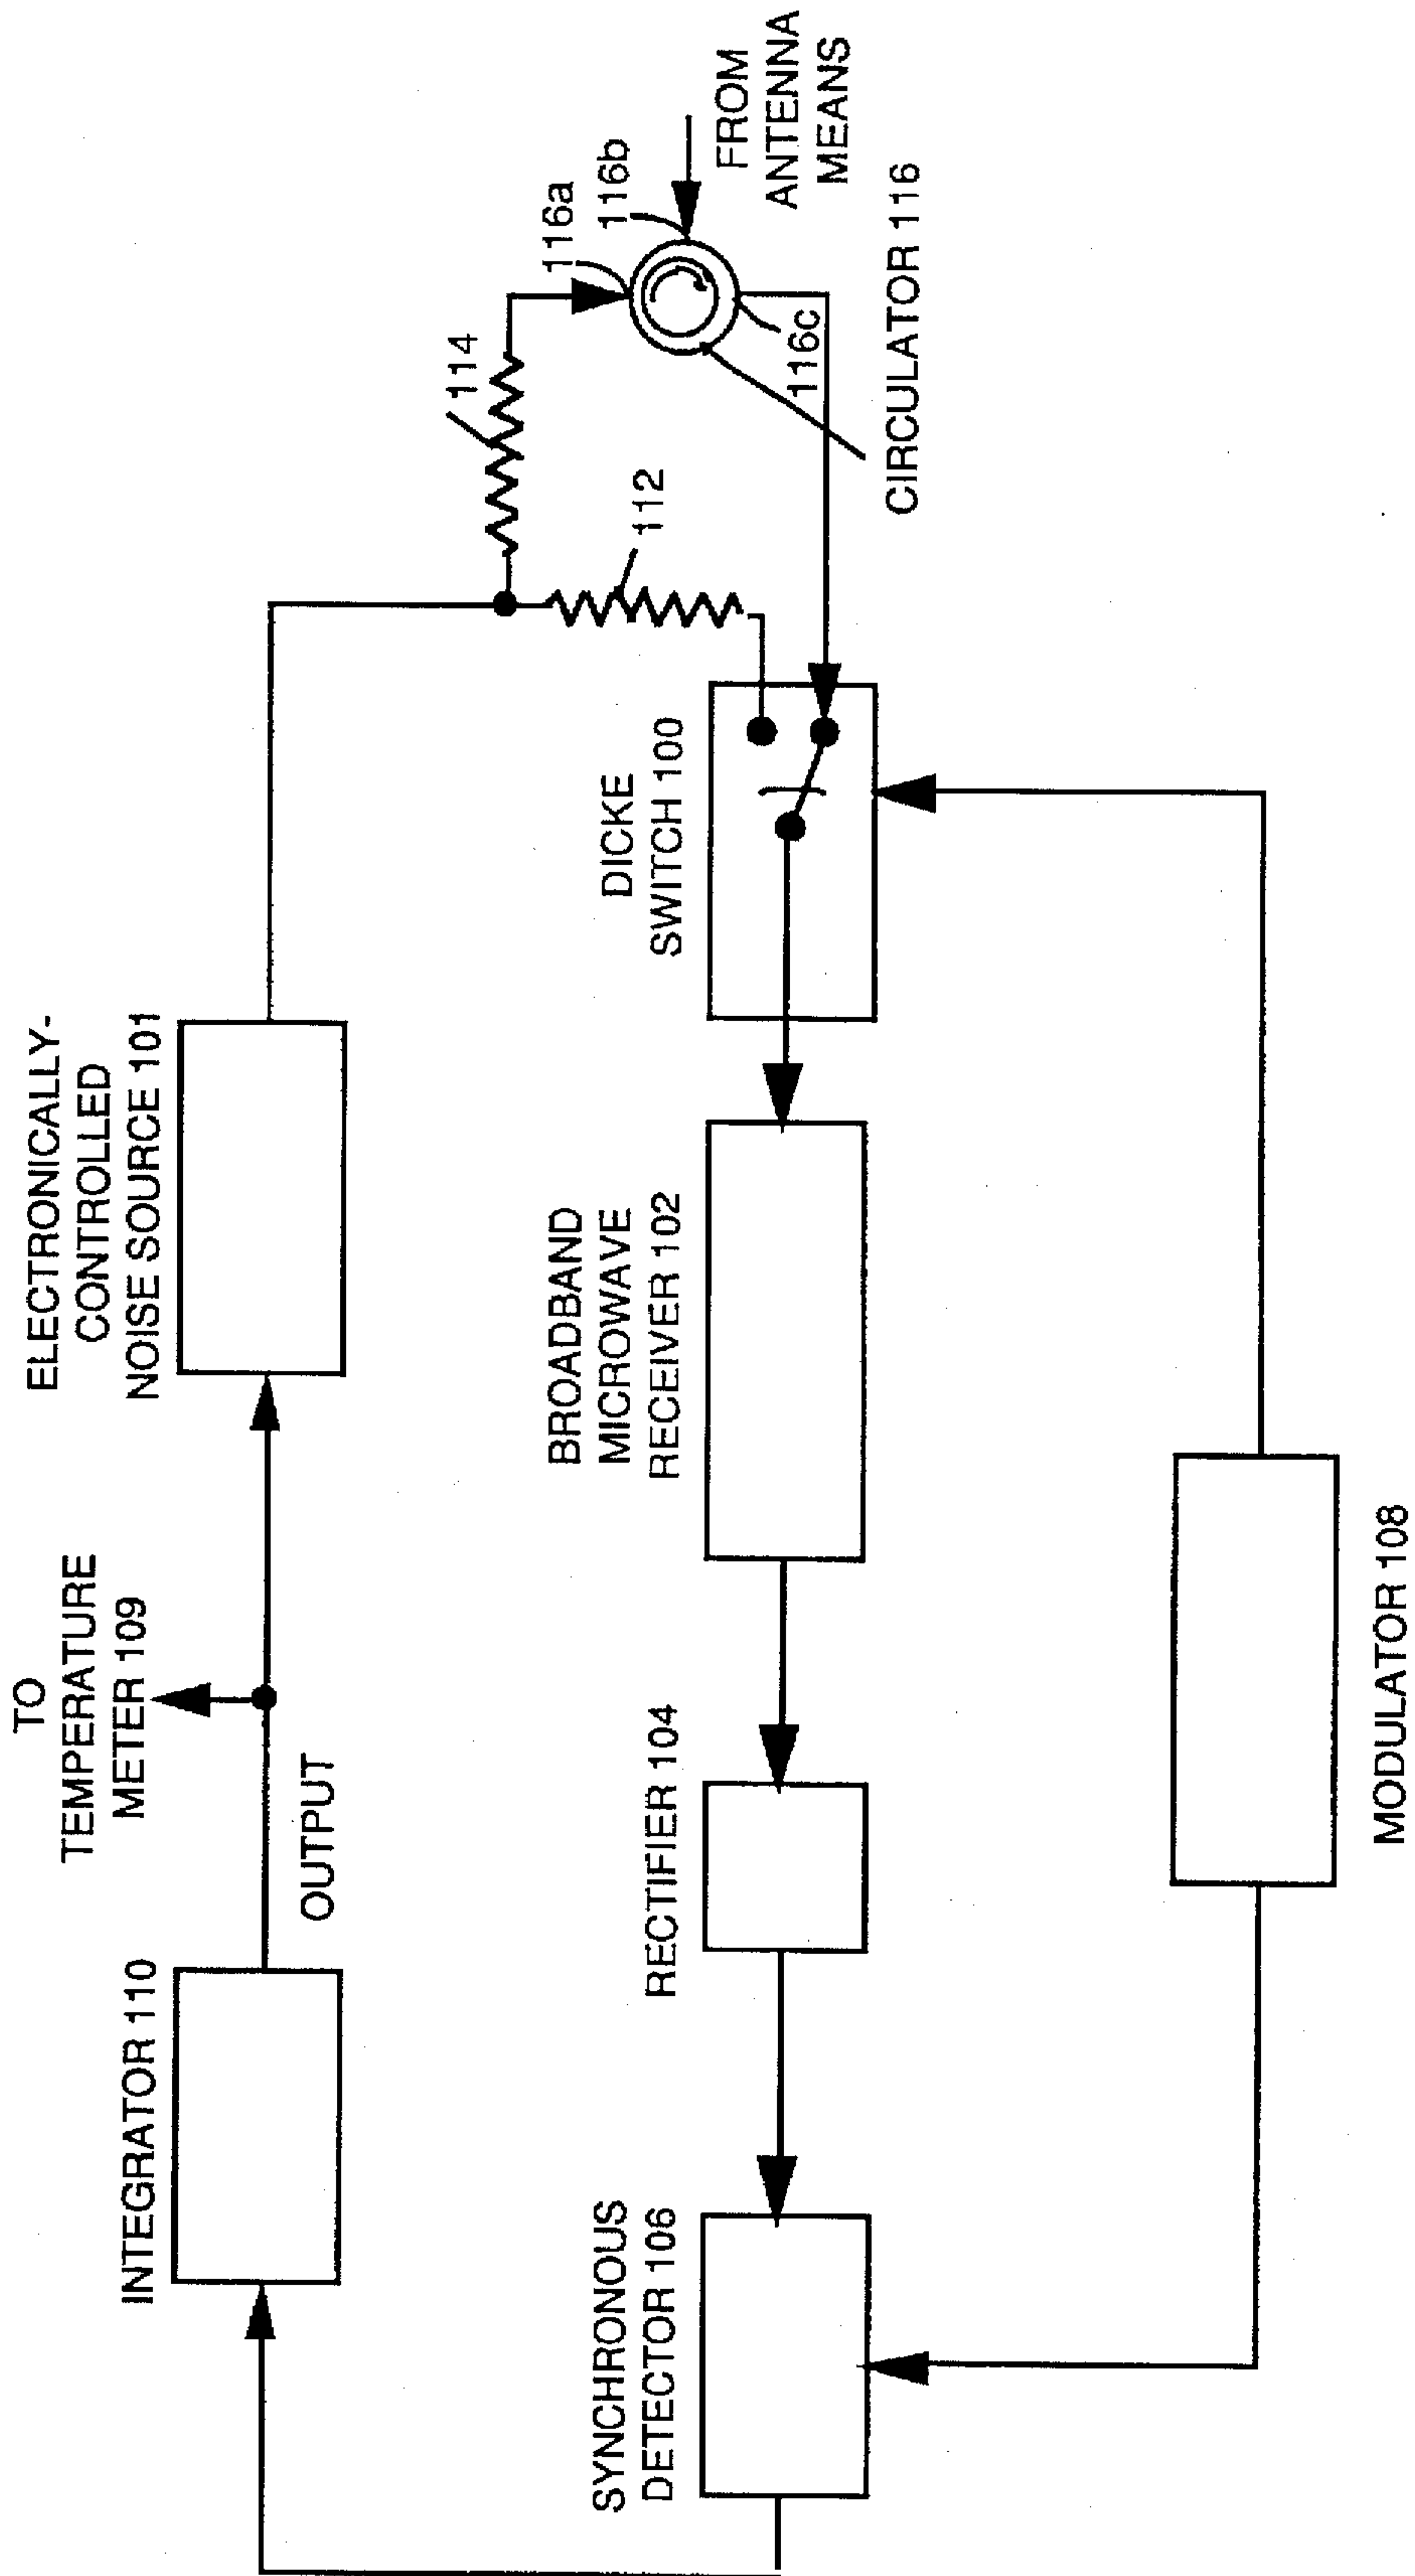 TO
TEMPERATURE
METER 109
INTEGRATOR 110
OUTPUT
ELECTRONICALLY-
CONTROLLED
NOISE SOURCE 101
114
112
116a
116b
116c
FROM
ANTENNA
MEANS
CIRCULATOR 116
DICKE
SWITCH 100
BROADBAND
MICROWAVE
RECEIVER 102
RECTIFIER 104
SYNCHRONOUS
DETECTOR 106
MODULATOR 108